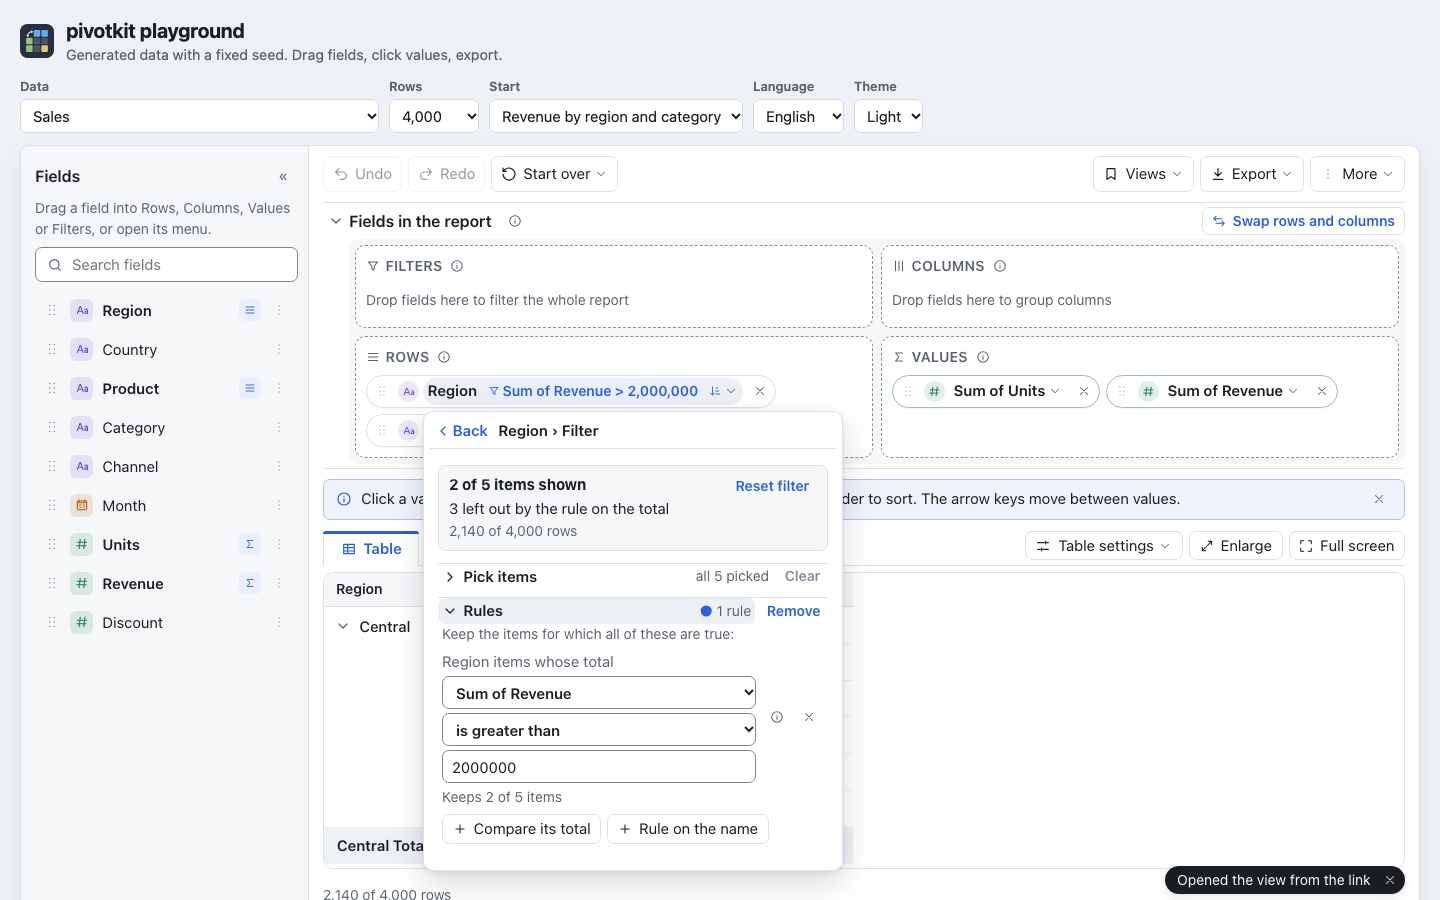 pivotkit playground
Generated data with a fixed seed. Drag fields, click values, export.
Data
Rows
Start
Language
Theme
Sales
4,000
Revenue by region and category
English
Light
Fields
«
Drag a field into Rows, Columns, Values
or Filters, or open its menu.
Search fields
Aa Region
Aa Country
Aa Product
Aa Category
Aa Channel
Month
# Units Σ
# Revenue Σ
# Discount
Undo
Redo
Start over
Views
Export
More
Fields in the report
Swap rows and columns
FILTERS
Drop fields here to filter the whole report
COLUMNS
Drop fields here to group columns
ROWS
Aa Region Sum of Revenue > 2,000,000
Aa
Σ VALUES
# Sum of Units
# Sum of Revenue
Back Region › Filter
2 of 5 items shown
Reset filter
3 left out by the rule on the total
2,140 of 4,000 rows
Pick items all 5 picked Clear
Rules 1 rule Remove
Keep the items for which all of these are true:
Region items whose total
Sum of Revenue
is greater than
2000000
Keeps 2 of 5 items
+ Compare its total
+ Rule on the name
Click a va
der to sort. The arrow keys move between values.
Table
Table settings
Enlarge
Full screen
Region
Central
Central Tota
2,140 of 4,000 rows
Opened the view from the link